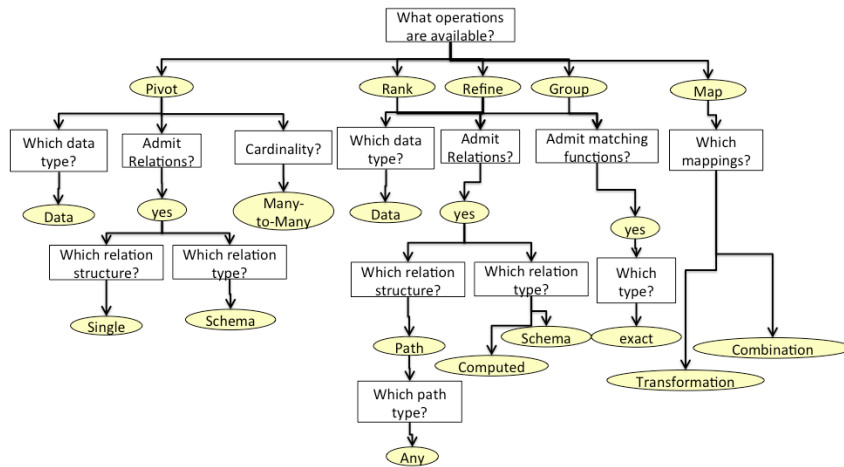 What operations
are available?
Pivot
Rank
Refine
Group
Map
Which data
type?
Admit
Relations?
Cardinality?
Which data
type?
Admit
Relations?
Admit matching
functions?
Which
mappings?
Data
yes
Many-
to-Many
Data
yes
yes
Which relation
structure?
Which relation
type?
Which relation
structure?
Which relation
type?
Which
type?
Single
Schema
Path
Computed
Schema
exact
Combination
Transformation
Which path
type?
Any